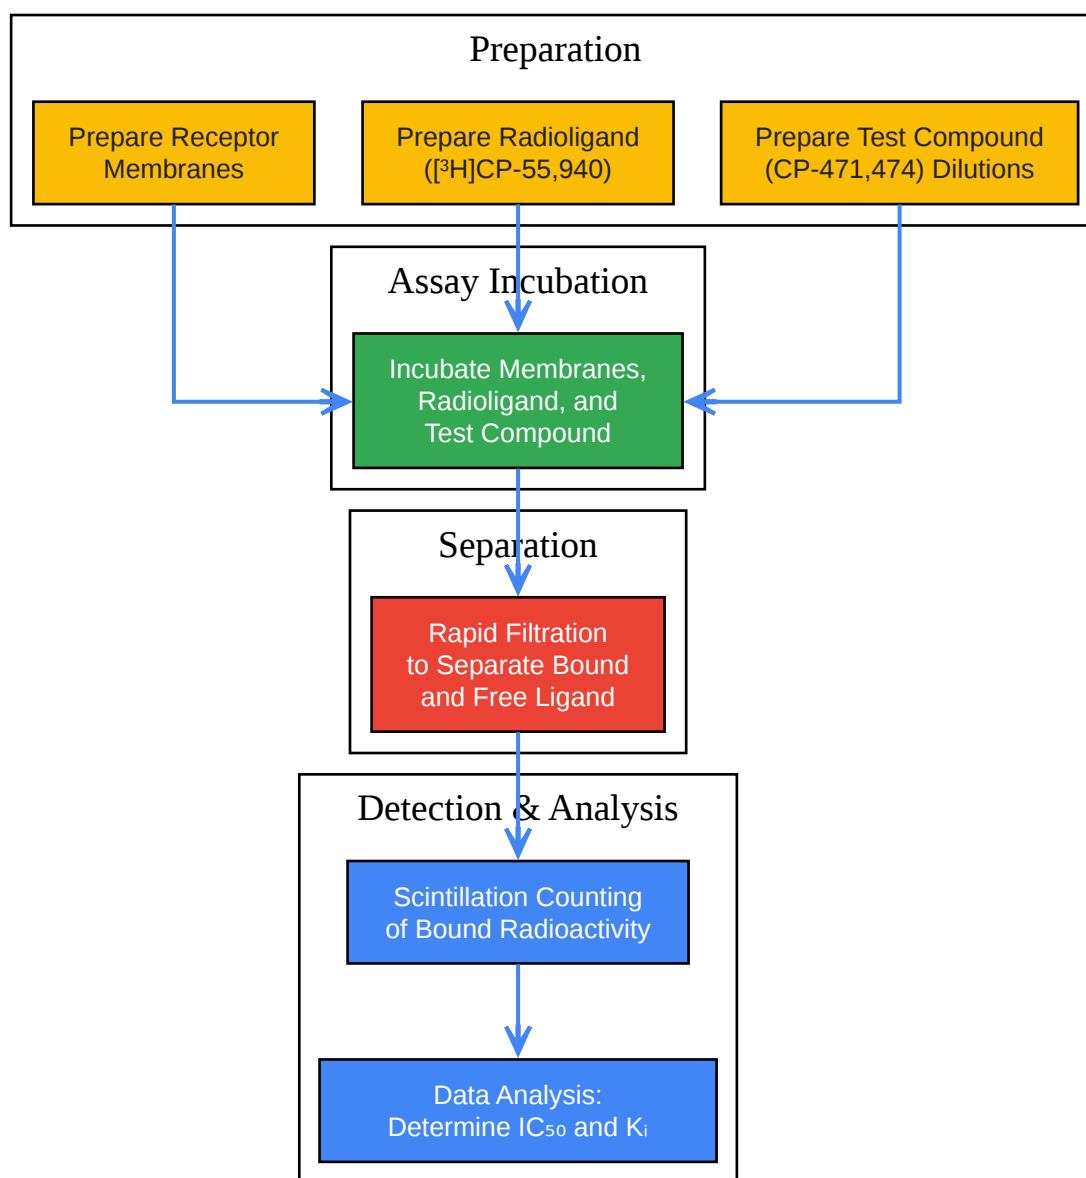 Preparation
Prepare Receptor
Membranes
Prepare Radioligand
([³H]CP-55,940)
Prepare Test Compound
(CP-471,474) Dilutions
Assay Incubation
Incubate Membranes,
Radioligand, and
Test Compound
Separation
Rapid Filtration
to Separate Bound
and Free Ligand
Detection & Analysis
Scintillation Counting
of Bound Radioactivity
Data Analysis:
Determine IC₅₀ and Kᵢ